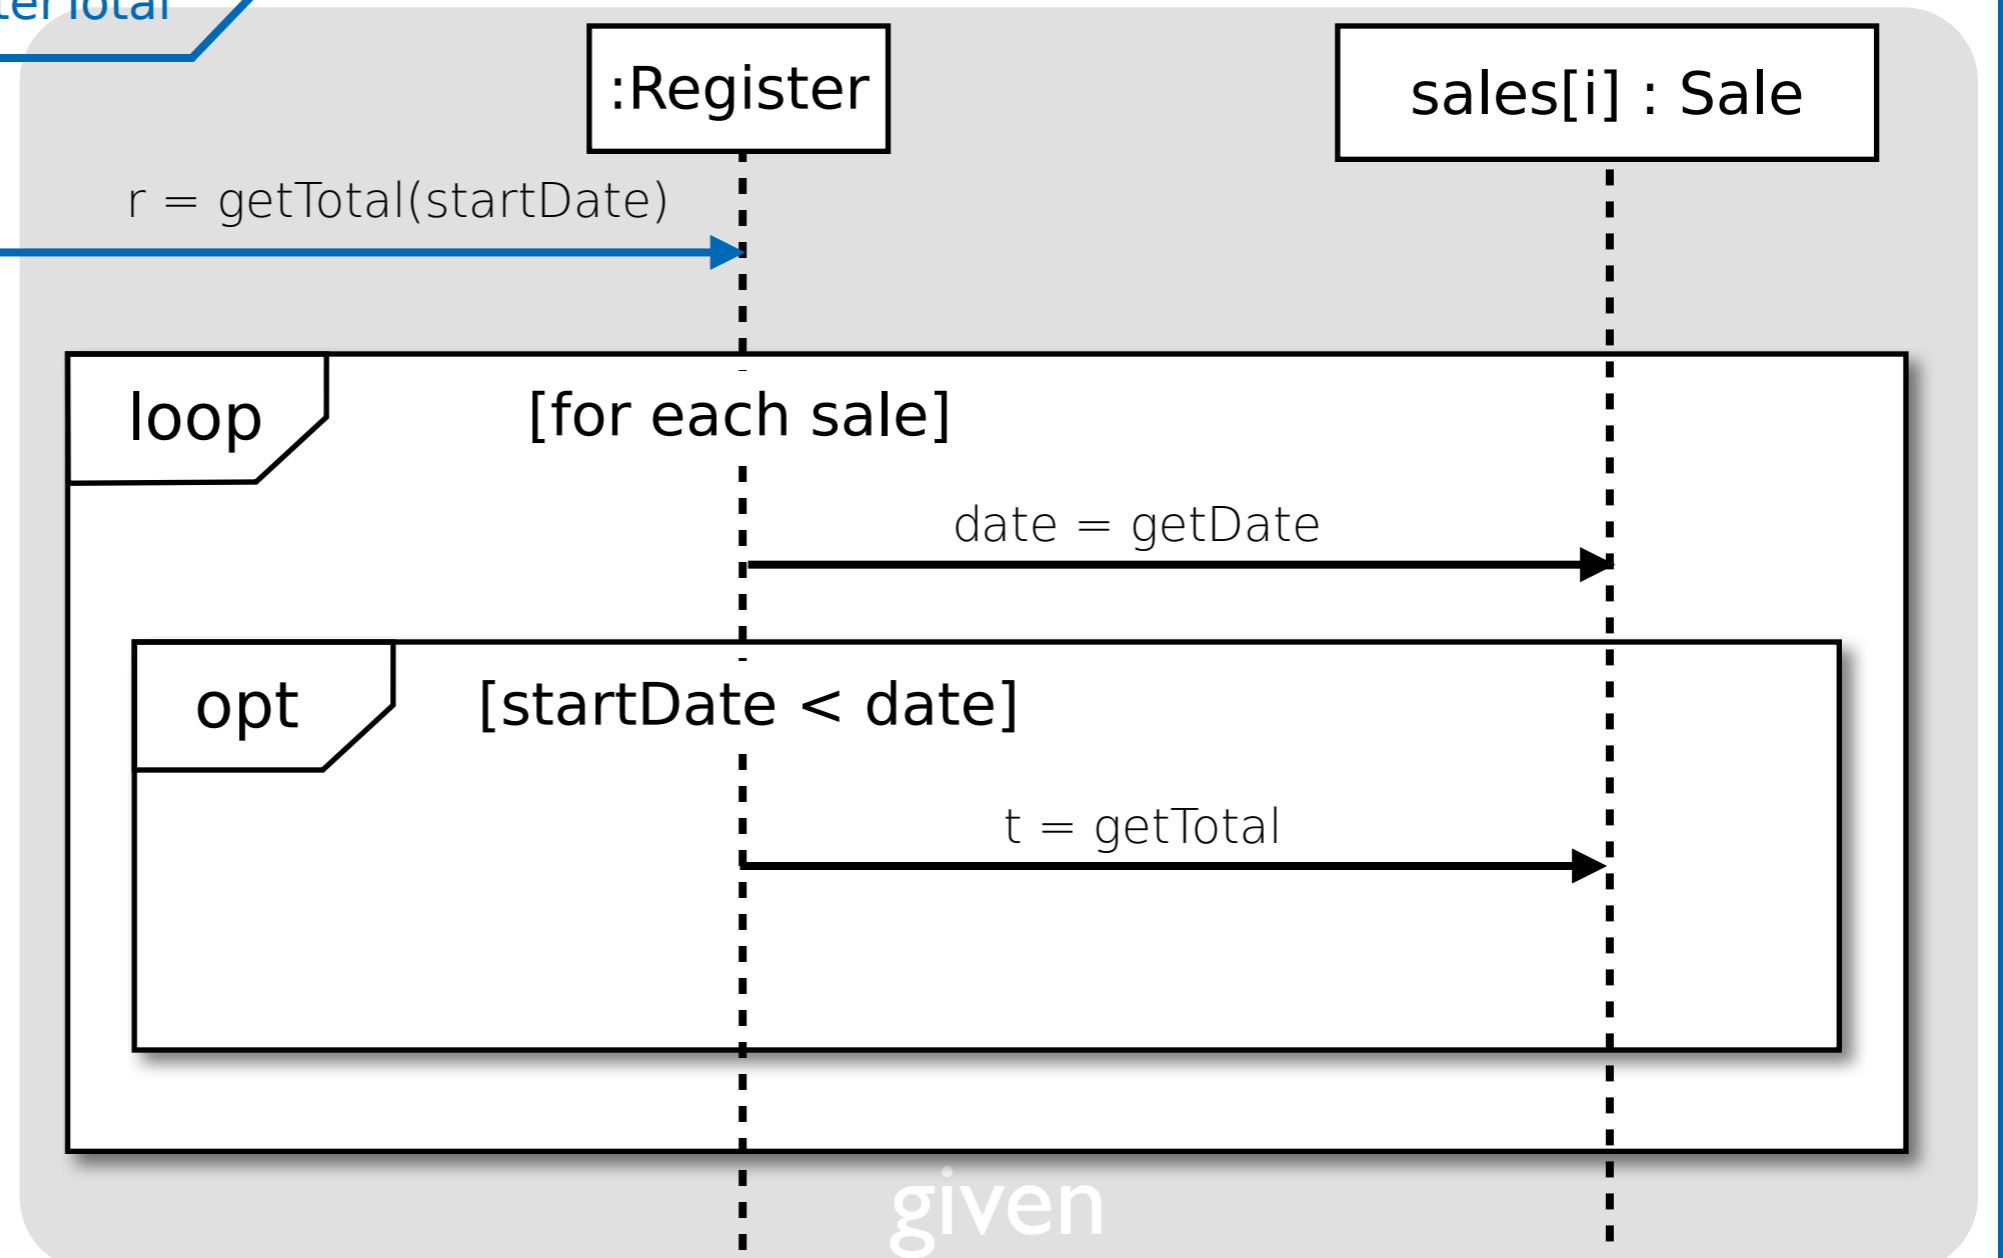 :Register
sales[i] : Sale
r = getTotal(startDate)
loop
[for each sale]
date = getDate
opt
[startDate < date]
t = getTotal
given